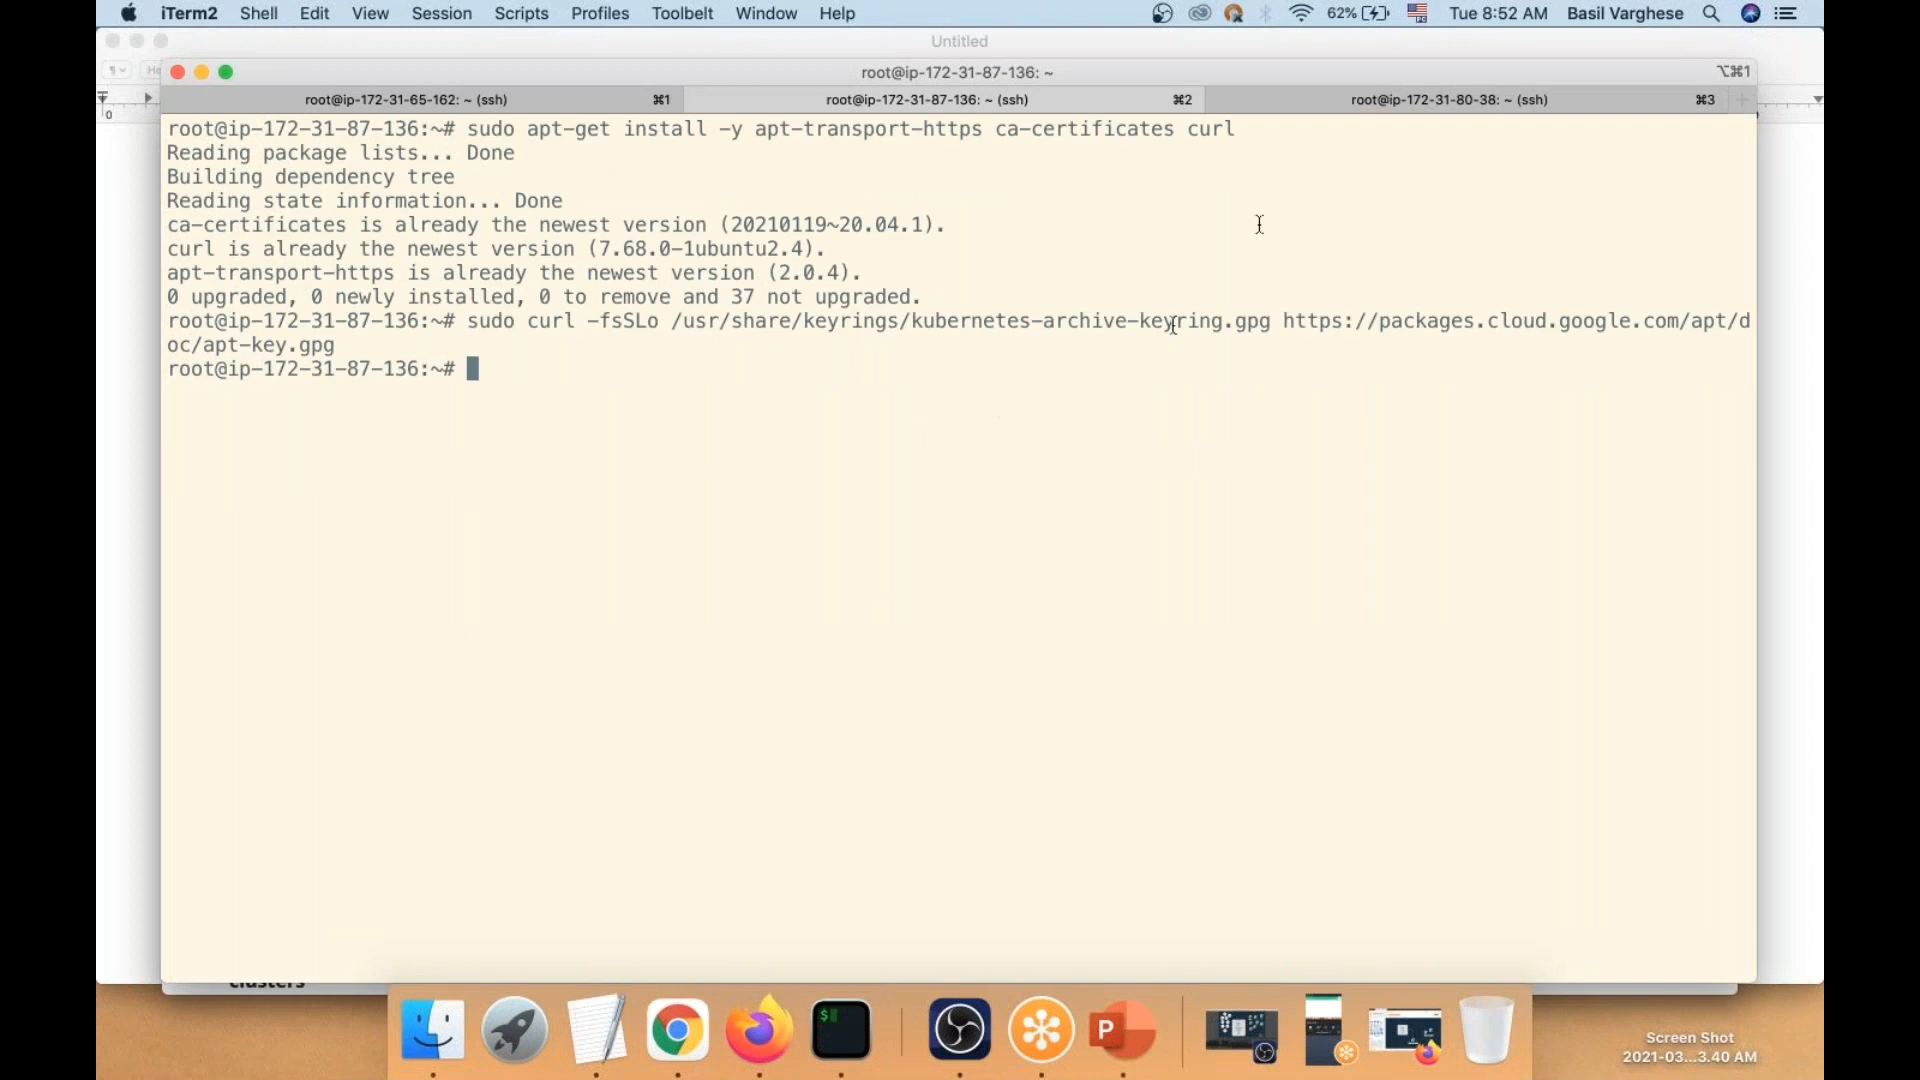 iTerm2 Shell Edit View Session Scripts Profiles Toolbelt Window Help 62% Tue 8:52 AM Basil Varghese
Untitled
root@ip-172-31-87-136: ~ ⌥⌘1
root@ip-172-31-65-162: ~ (ssh) ⌘1 root@ip-172-31-87-136: ~ (ssh) ⌘2 root@ip-172-31-80-38: ~ (ssh) ⌘3
0
root@ip-172-31-87-136:~# sudo apt-get install -y apt-transport-https ca-certificates curl
Reading package lists... Done
Building dependency tree
Reading state information... Done
ca-certificates is already the newest version (20210119~20.04.1).
curl is already the newest version (7.68.0-1ubuntu2.4).
apt-transport-https is already the newest version (2.0.4).
0 upgraded, 0 newly installed, 0 to remove and 37 not upgraded.
root@ip-172-31-87-136:~# sudo curl -fsSLo /usr/share/keyrings/kubernetes-archive-keyring.gpg https://packages.cloud.google.com/apt/d
oc/apt-key.gpg
root@ip-172-31-87-136:~#
clusters
$
P
Screen Shot
2021-03...3.40 AM